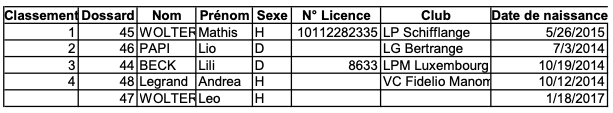 Classement Dossard Nom Prénom Sexe N° Licence Club Date de naissance
1 45 WOLTER Mathis H 10112282335 LP Schifflange 5/26/2015
2 46 PAPI Lio D LG Bertrange 7/3/2014
3 44 BECK Lili D 8633 LPM Luxembourg 10/19/2014
4 48 Legrand Andrea H VC Fidelio Manom 10/12/2014
47 WOLTER Leo H 1/18/2017